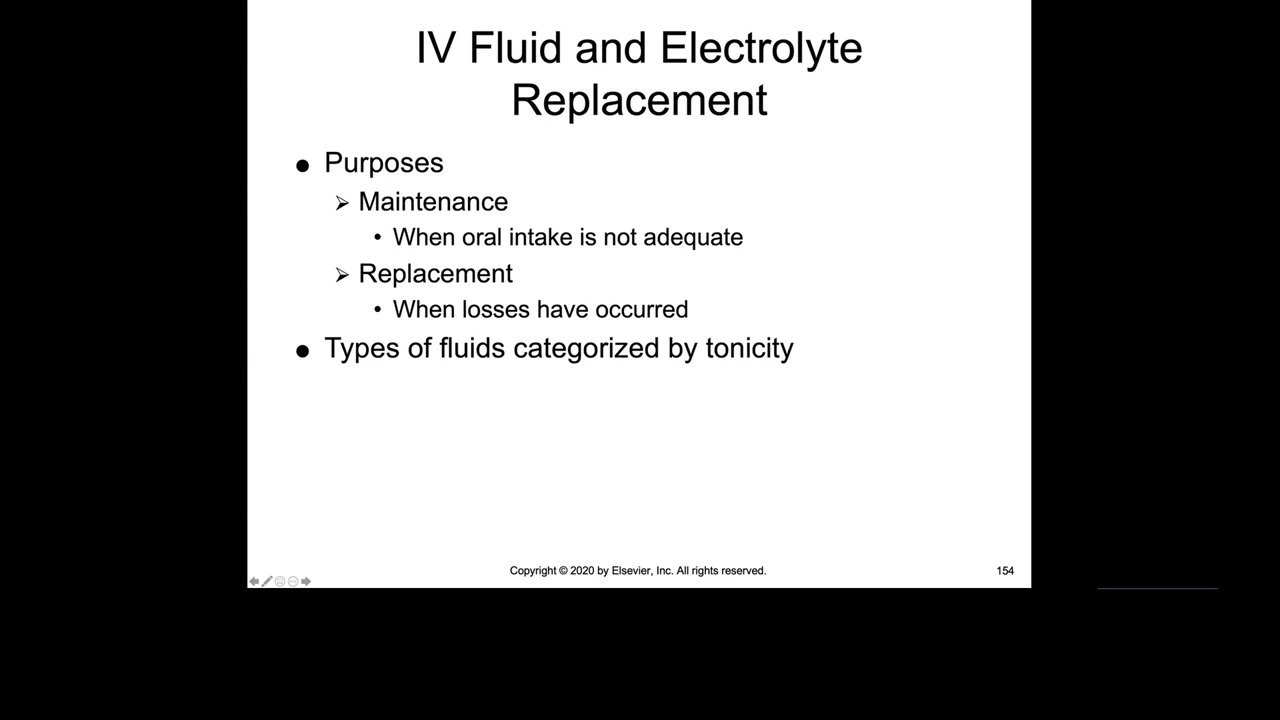 IV Fluid and Electrolyte
Replacement
● Purposes
➢ Maintenance
• When oral intake is not adequate
➢ Replacement
• When losses have occurred
● Types of fluids categorized by tonicity
Copyright © 2020 by Elsevier, Inc. All rights reserved.
154